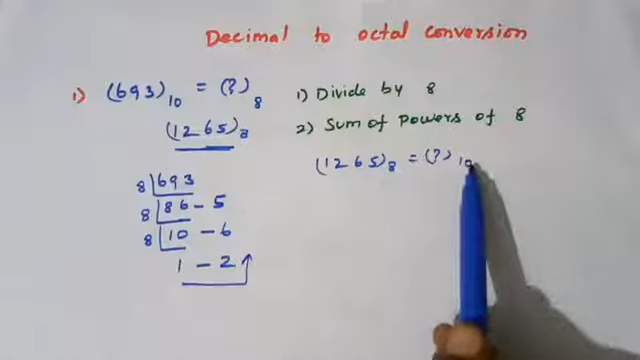 Decimal to octal conversion
1) (693)10 = (?)8
(1265)8
8 693
8 86 - 5
8 10 - 6
1 - 2
1) Divide by 8
2) Sum of Powers of 8
(1265)8 = (?)10